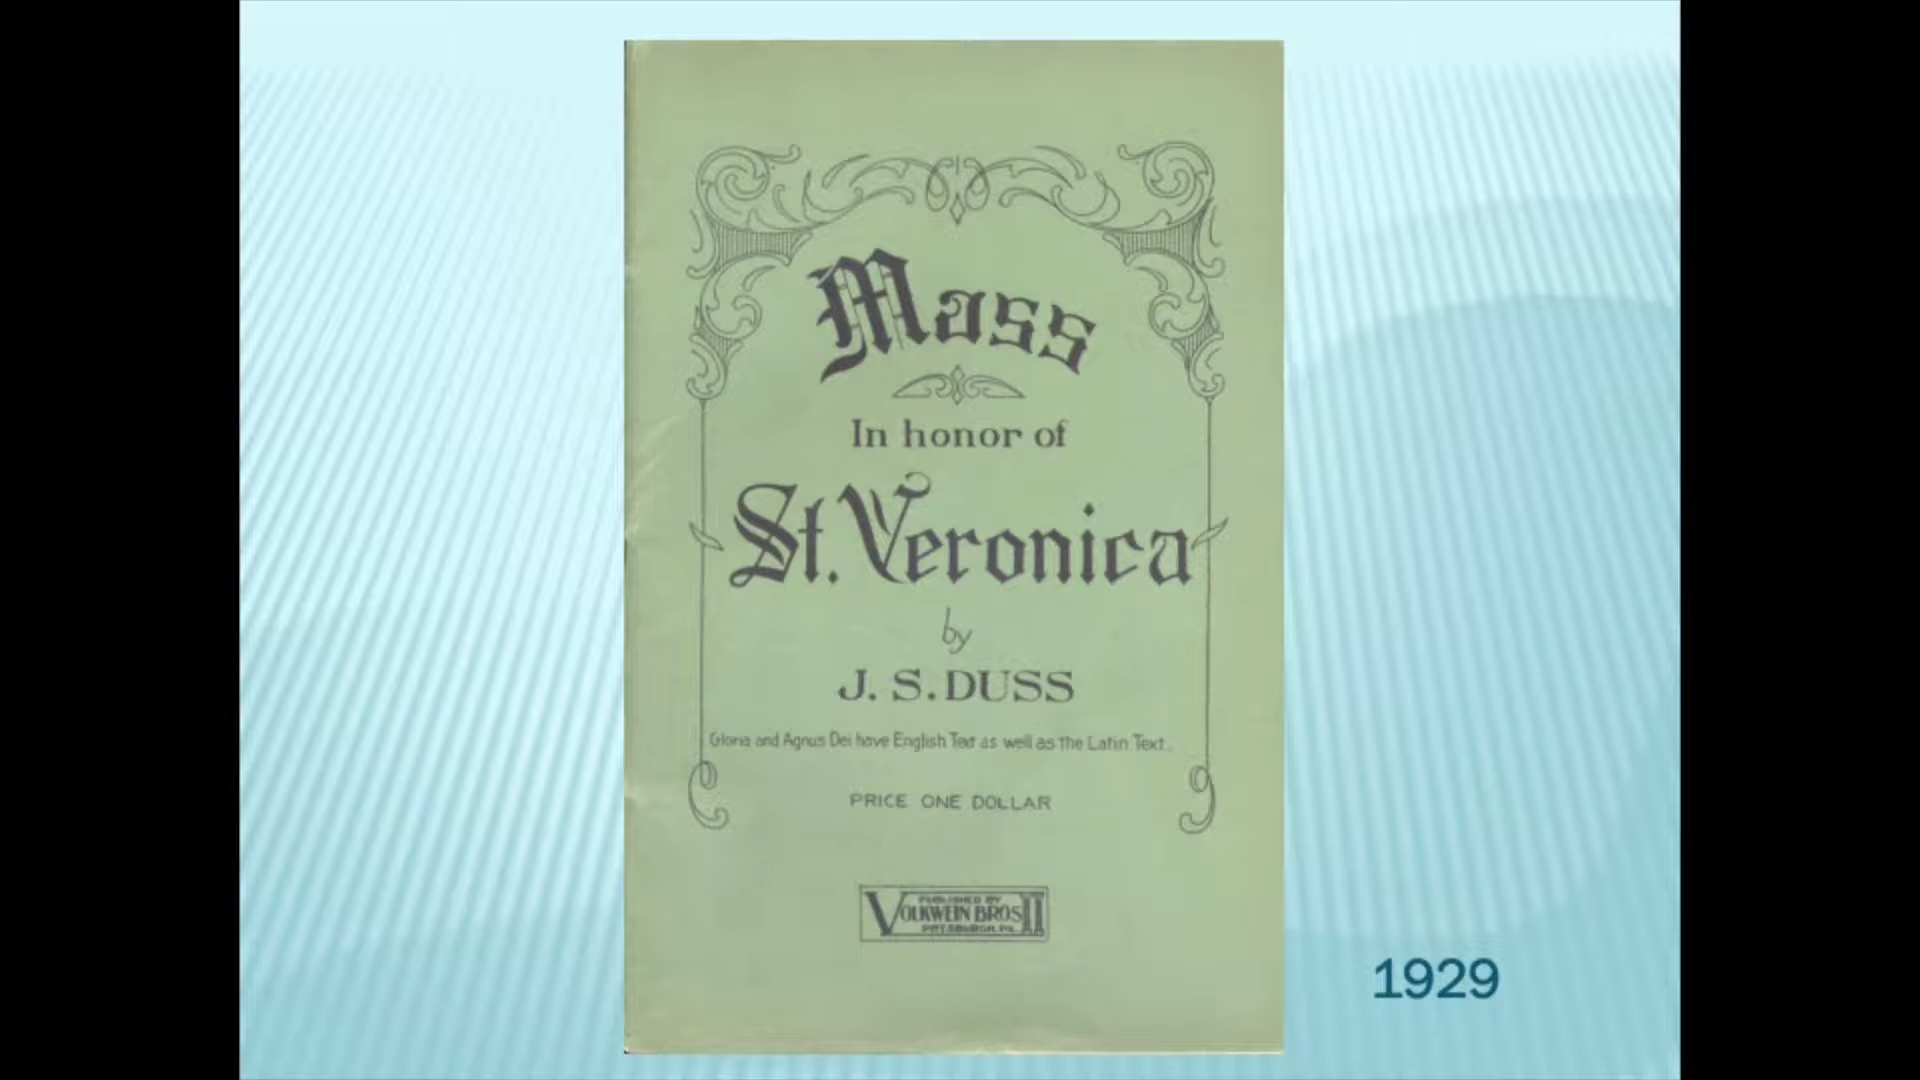 Mass
In honor of
St. Veronica
by
J. S. DUSS
Gloria and Agnus Dei have English Text as well as the Latin Text.
PRICE ONE DOLLAR
PUBLISHED BY
VOLKWEIN BROS
PITTSBURGH, PA.
1929